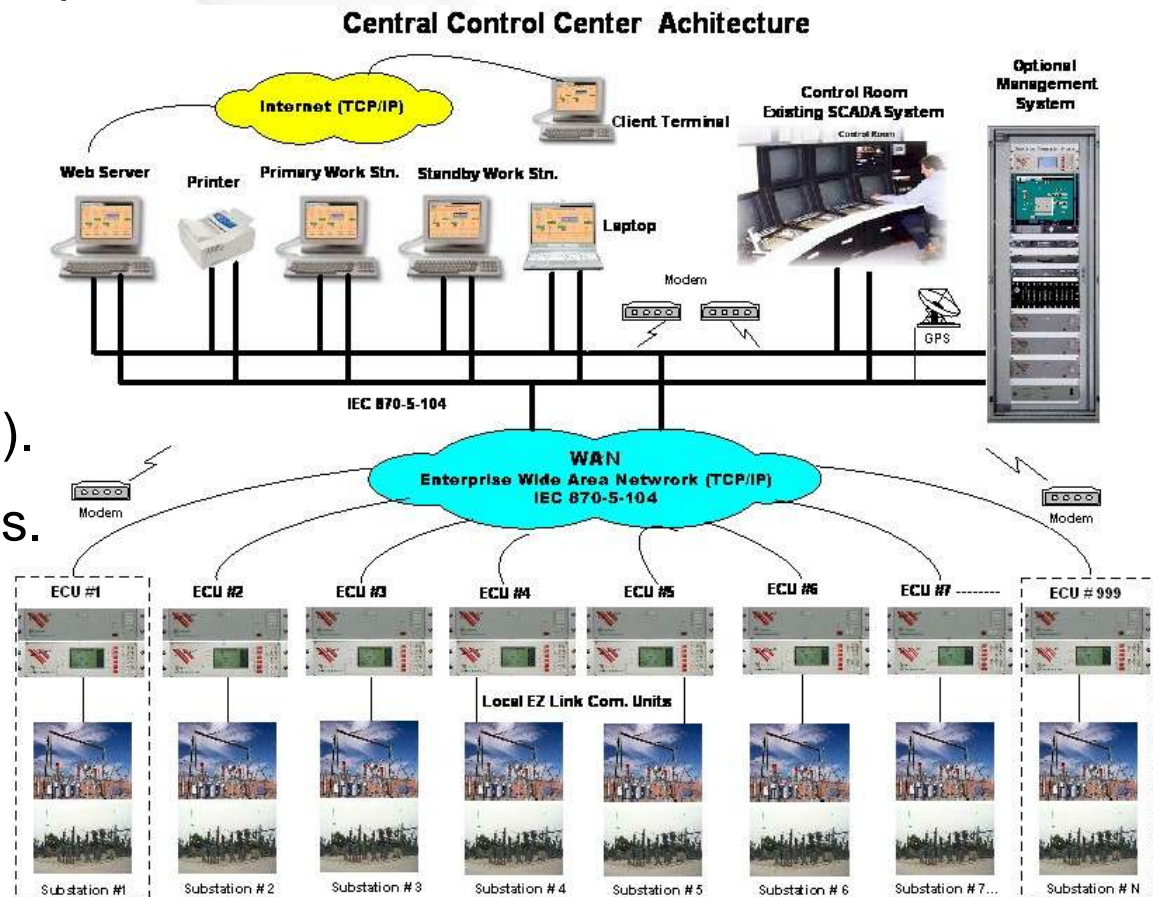 Central Control Center Achitecture
Internet (TCP/IP)
Client Terminal
Control Room
Existing SCADA System
Control Room
Optional
Management
System
Web Server
Printer
Primary Work Stn.
Standby Work Stn.
Laptop
Modem
GPS
IEC 870-5-104
).
s.
WAN
Enterprise Wide Area Netwrork (TCP/IP)
IEC 870-5-104
Modem
Modem
ECU #1
ECU #2
ECU #3
ECU #4
ECU #5
ECU #6
ECU #7 --------
ECU # 999
Local EZ Link Com. Units
Substation #1
Substation # 2
Substation # 3
Substation # 4
Substation # 5
Substation # 6
Substation # 7...
Substation # N